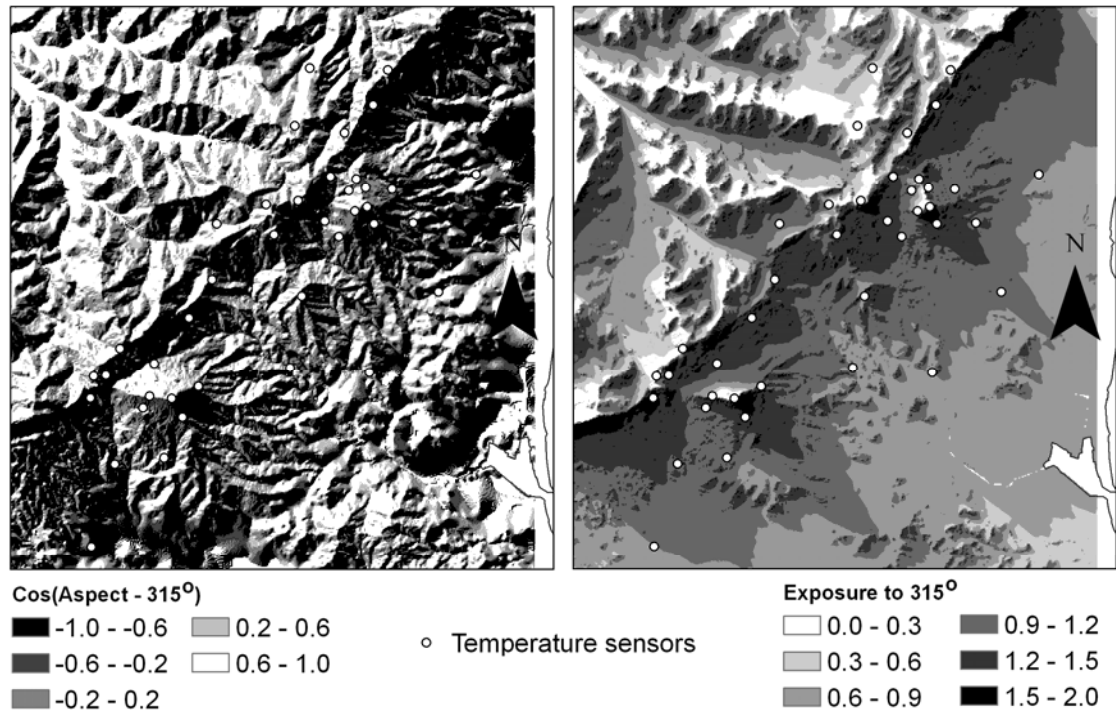 N
N
Cos(Aspect - 315º)
-1.0 - -0.6
0.2 - 0.6
-0.6 - -0.2
0.6 - 1.0
-0.2 - 0.2
Temperature sensors
Exposure to 315º
0.0 - 0.3
0.9 - 1.2
0.3 - 0.6
1.2 - 1.5
0.6 - 0.9
1.5 - 2.0